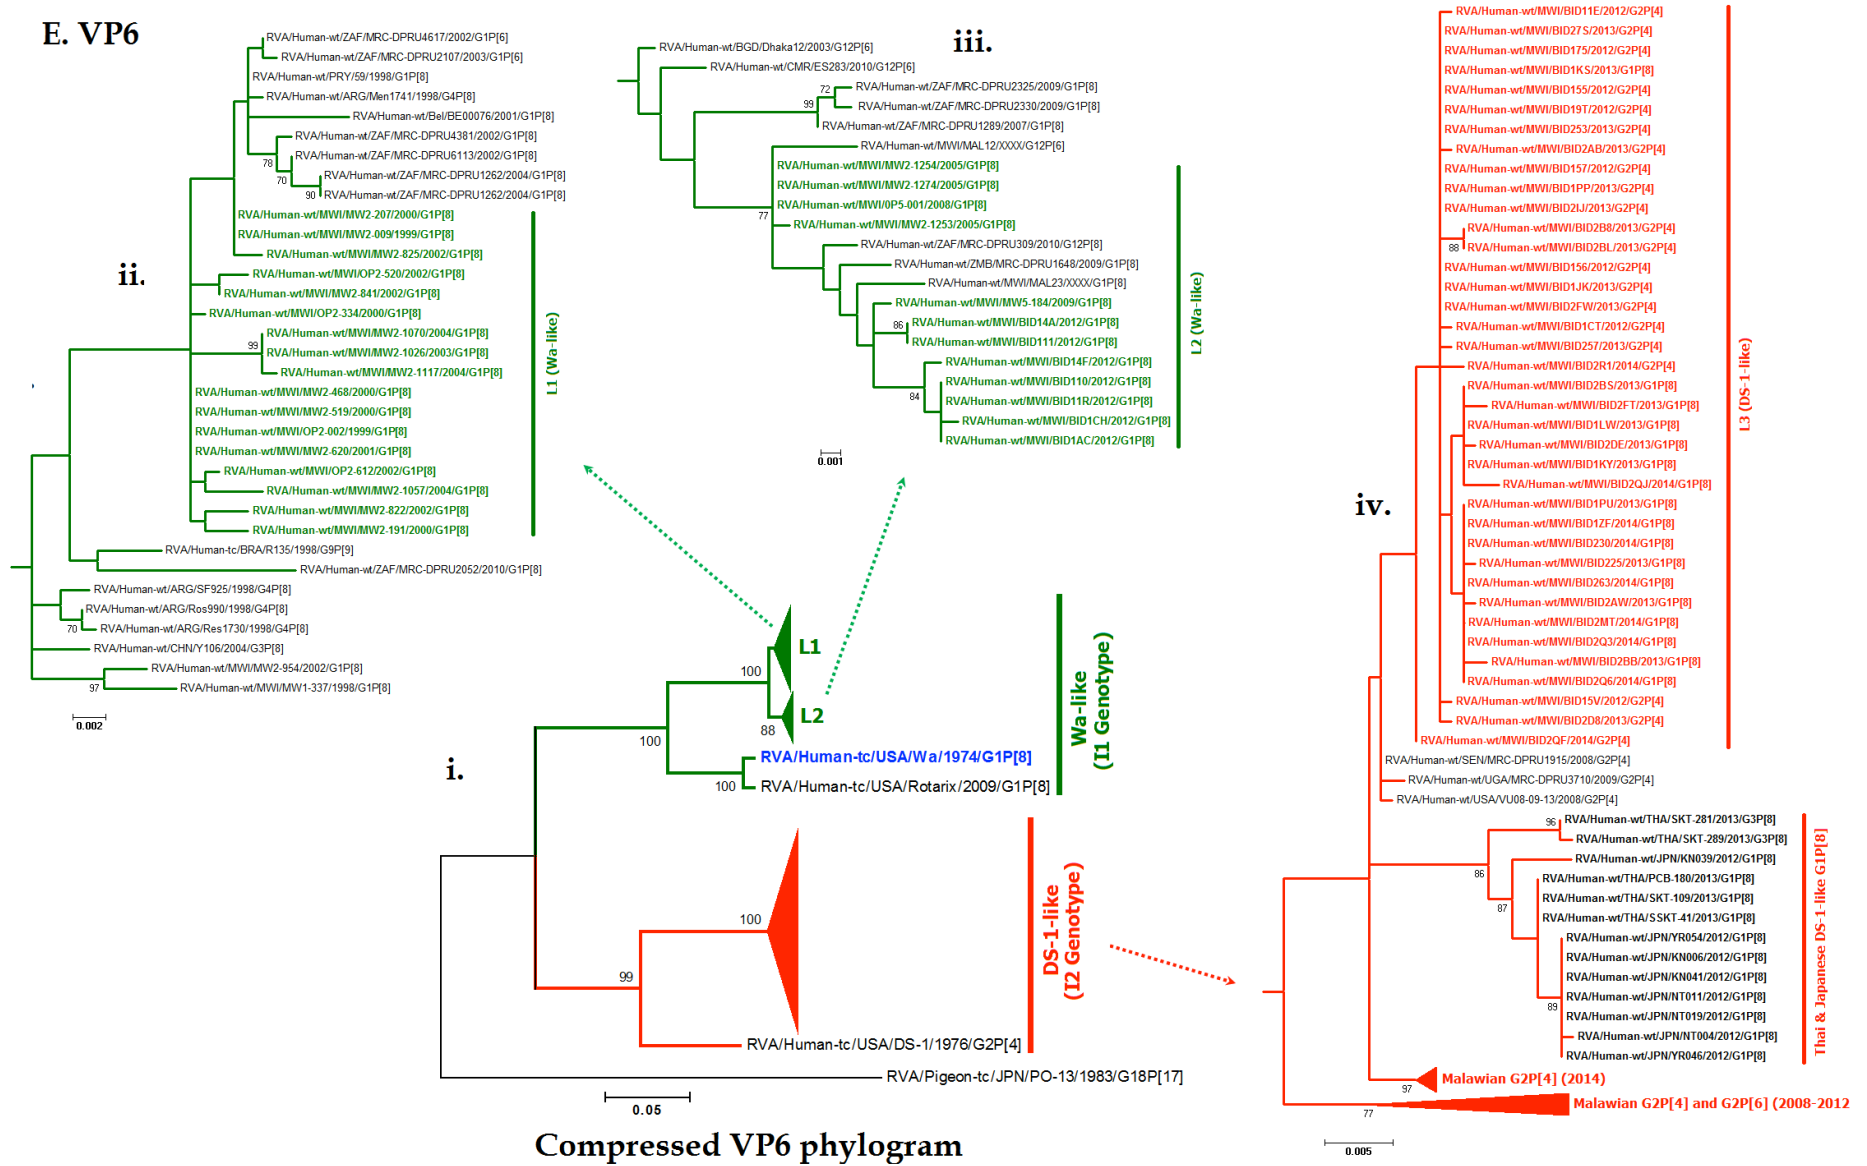 E. VP6
ii.
RVA/Human-wt/ZAF/MRC-DPRU4617/2002/G1P[6]
RVA/Human-wt/ZAF/MRC-DPRU2107/2003/G1P[6]
RVA/Human-wt/PRY/59/1998/G1P[8]
RVA/Human-wt/ARG/Men1741/1998/G4P[8]
RVA/Human-wt/Bel/BE00076/2001/G1P[8]
RVA/Human-wt/ZAF/MRC-DPRU4381/2002/G1P[8]
RVA/Human-wt/ZAF/MRC-DPRU6113/2002/G1P[8]
78
70
RVA/Human-wt/ZAF/MRC-DPRU1262/2004/G1P[8]
90
RVA/Human-wt/ZAF/MRC-DPRU1262/2004/G1P[8]
RVA/Human-wt/MWI/MW2-207/2000/G1P[8]
RVA/Human-wt/MWI/MW2-009/1999/G1P[8]
RVA/Human-wt/MWI/MW2-825/2002/G1P[8]
RVA/Human-wt/MWI/OP2-520/2002/G1P[8]
RVA/Human-wt/MWI/MW2-841/2002/G1P[8]
RVA/Human-wt/MWI/OP2-334/2000/G1P[8]
RVA/Human-wt/MWI/MW2-1070/2004/G1P[8]
99
RVA/Human-wt/MWI/MW2-1026/2003/G1P[8]
RVA/Human-wt/MWI/MW2-1117/2004/G1P[8]
RVA/Human-wt/MWI/MW2-468/2000/G1P[8]
RVA/Human-wt/MWI/MW2-519/2000/G1P[8]
RVA/Human-wt/MWI/OP2-002/1999/G1P[8]
RVA/Human-wt/MWI/MW2-620/2001/G1P[8]
RVA/Human-wt/MWI/OP2-612/2002/G1P[8]
RVA/Human-wt/MWI/MW2-1057/2004/G1P[8]
RVA/Human-wt/MWI/MW2-822/2002/G1P[8]
RVA/Human-wt/MWI/MW2-191/2000/G1P[8]
L1 (Wa-like)
RVA/Human-tc/BRA/R135/1998/G9P[9]
RVA/Human-wt/ZAF/MRC-DPRU2052/2010/G1P[8]
RVA/Human-wt/ARG/SF925/1998/G4P[8]
RVA/Human-wt/ARG/Ros990/1998/G4P[8]
70
RVA/Human-wt/ARG/Res1730/1998/G4P[8]
RVA/Human-wt/CHN/Y106/2004/G3P[8]
RVA/Human-wt/MWI/MW2-954/2002/G1P[8]
97
RVA/Human-wt/MWI/MW1-337/1998/G1P[8]
0.002
iii.
RVA/Human-wt/BGD/Dhaka12/2003/G12P[6]
RVA/Human-wt/CMR/ES283/2010/G12P[6]
72
RVA/Human-wt/ZAF/MRC-DPRU2325/2009/G1P[8]
99
RVA/Human-wt/ZAF/MRC-DPRU2330/2009/G1P[8]
RVA/Human-wt/ZAF/MRC-DPRU1289/2007/G1P[8]
RVA/Human-wt/MWI/MAL12/XXXX/G12P[6]
RVA/Human-wt/MWI/MW2-1254/2005/G1P[8]
RVA/Human-wt/MWI/MW2-1274/2005/G1P[8]
RVA/Human-wt/MWI/0P5-001/2008/G1P[8]
77
RVA/Human-wt/MWI/MW2-1253/2005/G1P[8]
RVA/Human-wt/ZAF/MRC-DPRU309/2010/G12P[8]
RVA/Human-wt/ZMB/MRC-DPRU1648/2009/G1P[8]
RVA/Human-wt/MWI/MAL23/XXXX/G1P[8]
RVA/Human-wt/MWI/MW5-184/2009/G1P[8]
86
RVA/Human-wt/MWI/BID14A/2012/G1P[8]
RVA/Human-wt/MWI/BID111/2012/G1P[8]
RVA/Human-wt/MWI/BID14F/2012/G1P[8]
RVA/Human-wt/MWI/BID110/2012/G1P[8]
84
RVA/Human-wt/MWI/BID11R/2012/G1P[8]
RVA/Human-wt/MWI/BID1CH/2012/G1P[8]
RVA/Human-wt/MWI/BID1AC/2012/G1P[8]
L2 (Wa-like)
0.001
i.
L1
100
L2
88
100
RVA/Human-tc/USA/Wa/1974/G1P[8]
100
RVA/Human-tc/USA/Rotarix/2009/G1P[8]
Wa-like
(I1 Genotype)
100
99
RVA/Human-tc/USA/DS-1/1976/G2P[4]
DS-1-like
(I2 Genotype)
RVA/Pigeon-tc/JPN/PO-13/1983/G18P[17]
0.05
Compressed VP6 phylogram
iv.
RVA/Human-wt/MWI/BID11E/2012/G2P[4]
RVA/Human-wt/MWI/BID27S/2013/G2P[4]
RVA/Human-wt/MWI/BID175/2012/G2P[4]
RVA/Human-wt/MWI/BID1KS/2013/G1P[8]
RVA/Human-wt/MWI/BID155/2012/G2P[4]
RVA/Human-wt/MWI/BID19T/2012/G2P[4]
RVA/Human-wt/MWI/BID253/2013/G2P[4]
RVA/Human-wt/MWI/BID2AB/2013/G2P[4]
RVA/Human-wt/MWI/BID157/2012/G2P[4]
RVA/Human-wt/MWI/BID1PP/2013/G2P[4]
RVA/Human-wt/MWI/BID2IJ/2013/G2P[4]
RVA/Human-wt/MWI/BID2B8/2013/G2P[4]
88
RVA/Human-wt/MWI/BID2BL/2013/G2P[4]
RVA/Human-wt/MWI/BID156/2012/G2P[4]
RVA/Human-wt/MWI/BID1JK/2013/G2P[4]
RVA/Human-wt/MWI/BID2FW/2013/G2P[4]
RVA/Human-wt/MWI/BID1CT/2012/G2P[4]
RVA/Human-wt/MWI/BID257/2013/G2P[4]
RVA/Human-wt/MWI/BID2R1/2014/G2P[4]
RVA/Human-wt/MWI/BID2BS/2013/G1P[8]
RVA/Human-wt/MWI/BID2FT/2013/G1P[8]
RVA/Human-wt/MWI/BID1LW/2013/G1P[8]
RVA/Human-wt/MWI/BID2DE/2013/G1P[8]
RVA/Human-wt/MWI/BID1KY/2013/G1P[8]
RVA/Human-wt/MWI/BID2QJ/2014/G1P[8]
RVA/Human-wt/MWI/BID1PU/2013/G1P[8]
RVA/Human-wt/MWI/BID1ZF/2014/G1P[8]
RVA/Human-wt/MWI/BID230/2014/G1P[8]
RVA/Human-wt/MWI/BID225/2013/G1P[8]
RVA/Human-wt/MWI/BID263/2014/G1P[8]
RVA/Human-wt/MWI/BID2AW/2013/G1P[8]
RVA/Human-wt/MWI/BID2MT/2014/G1P[8]
RVA/Human-wt/MWI/BID2Q3/2014/G1P[8]
RVA/Human-wt/MWI/BID2BB/2013/G1P[8]
RVA/Human-wt/MWI/BID2Q6/2014/G1P[8]
RVA/Human-wt/MWI/BID15V/2012/G2P[4]
RVA/Human-wt/MWI/BID2D8/2013/G2P[4]
RVA/Human-wt/MWI/BID2QF/2014/G2P[4]
L3 (DS-1-like)
RVA/Human-wt/SEN/MRC-DPRU1915/2008/G2P[4]
RVA/Human-wt/UGA/MRC-DPRU3710/2009/G2P[4]
RVA/Human-wt/USA/VU08-09-13/2008/G2P[4]
96
RVA/Human-wt/THA/SKT-281/2013/G3P[8]
RVA/Human-wt/THA/SKT-289/2013/G3P[8]
RVA/Human-wt/JPN/KN039/2012/G1P[8]
86
RVA/Human-wt/THA/PCB-180/2013/G1P[8]
RVA/Human-wt/THA/SKT-109/2013/G1P[8]
87
RVA/Human-wt/THA/SSKT-41/2013/G1P[8]
RVA/Human-wt/JPN/YR054/2012/G1P[8]
RVA/Human-wt/JPN/KN006/2012/G1P[8]
RVA/Human-wt/JPN/KN041/2012/G1P[8]
RVA/Human-wt/JPN/NT011/2012/G1P[8]
89
RVA/Human-wt/JPN/NT019/2012/G1P[8]
RVA/Human-wt/JPN/NT004/2012/G1P[8]
RVA/Human-wt/JPN/YR046/2012/G1P[8]
Thai & Japanese DS-1-like G1P[8]
97
Malawian G2P[4] (2014)
77
Malawian G2P[4] and G2P[6] (2008-2012
0.005